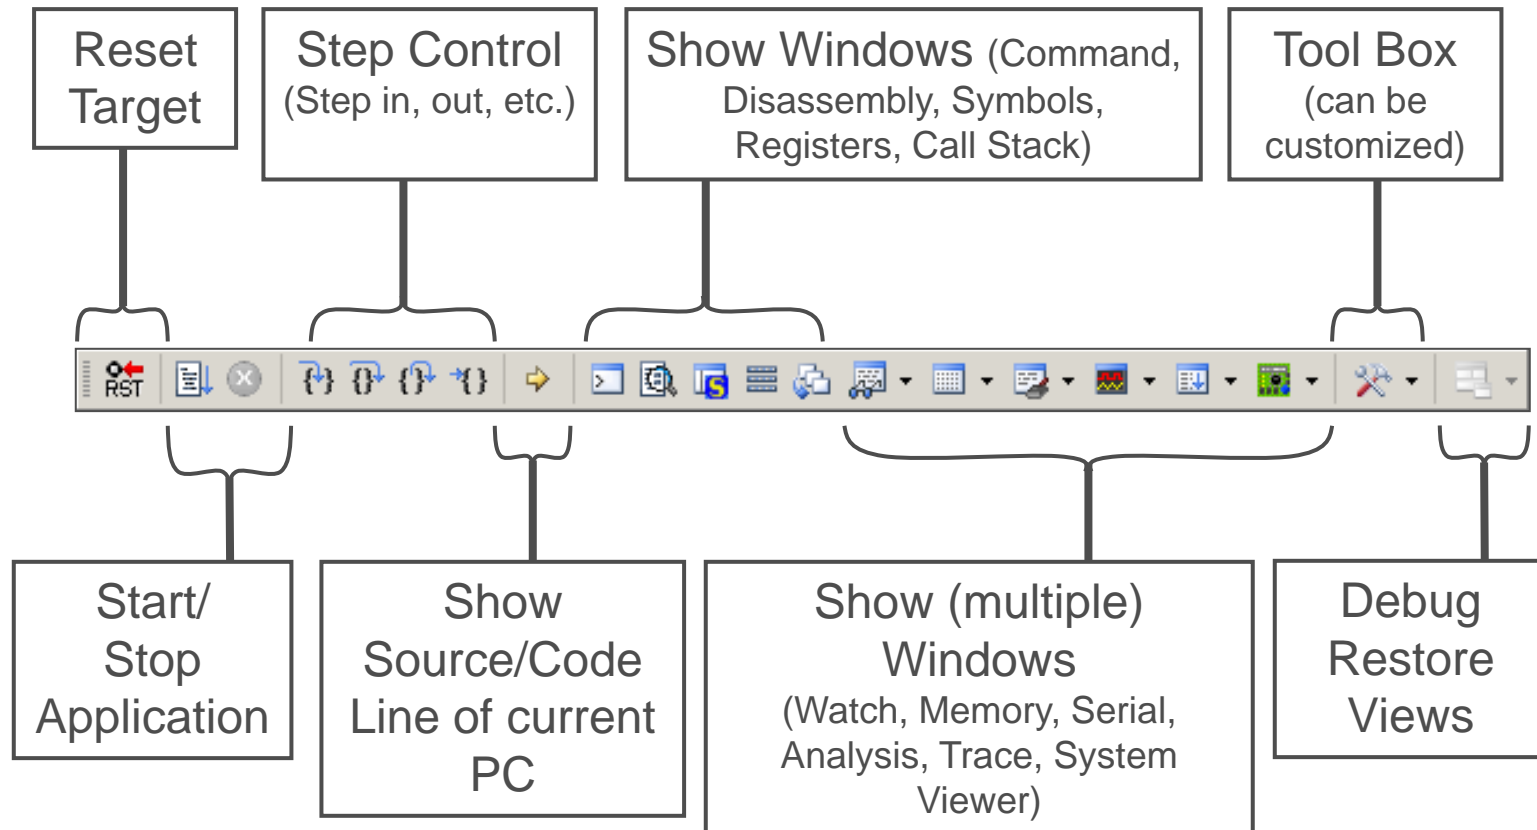 Reset
Target
Step Control
(Step in, out, etc.)
Show Windows (Command,
Disassembly, Symbols,
Registers, Call Stack)
Tool Box
(can be
customized)
RST
{} {} {} {}
S
Start/
Stop
Application
Show
Source/Code
Line of current
PC
Show (multiple)
Windows
(Watch, Memory, Serial,
Analysis, Trace, System
Viewer)
Debug
Restore
Views